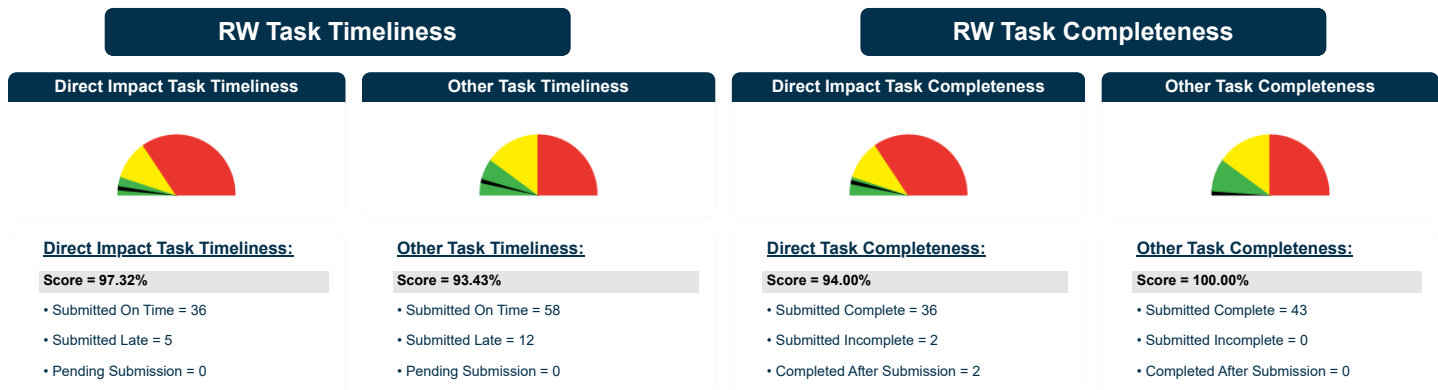 RW Task Timeliness
RW Task Completeness
Direct Impact Task Timeliness
Other Task Timeliness
Direct Impact Task Completeness
Other Task Completeness
Direct Impact Task Timeliness:
Score = 97.32%
• Submitted On Time = 36
• Submitted Late = 5
• Pending Submission = 0
Other Task Timeliness:
Score = 93.43%
• Submitted On Time = 58
• Submitted Late = 12
• Pending Submission = 0
Direct Task Completeness:
Score = 94.00%
• Submitted Complete = 36
• Submitted Incomplete = 2
• Completed After Submission = 2
Other Task Completeness:
Score = 100.00%
• Submitted Complete = 43
• Submitted Incomplete = 0
• Completed After Submission = 0